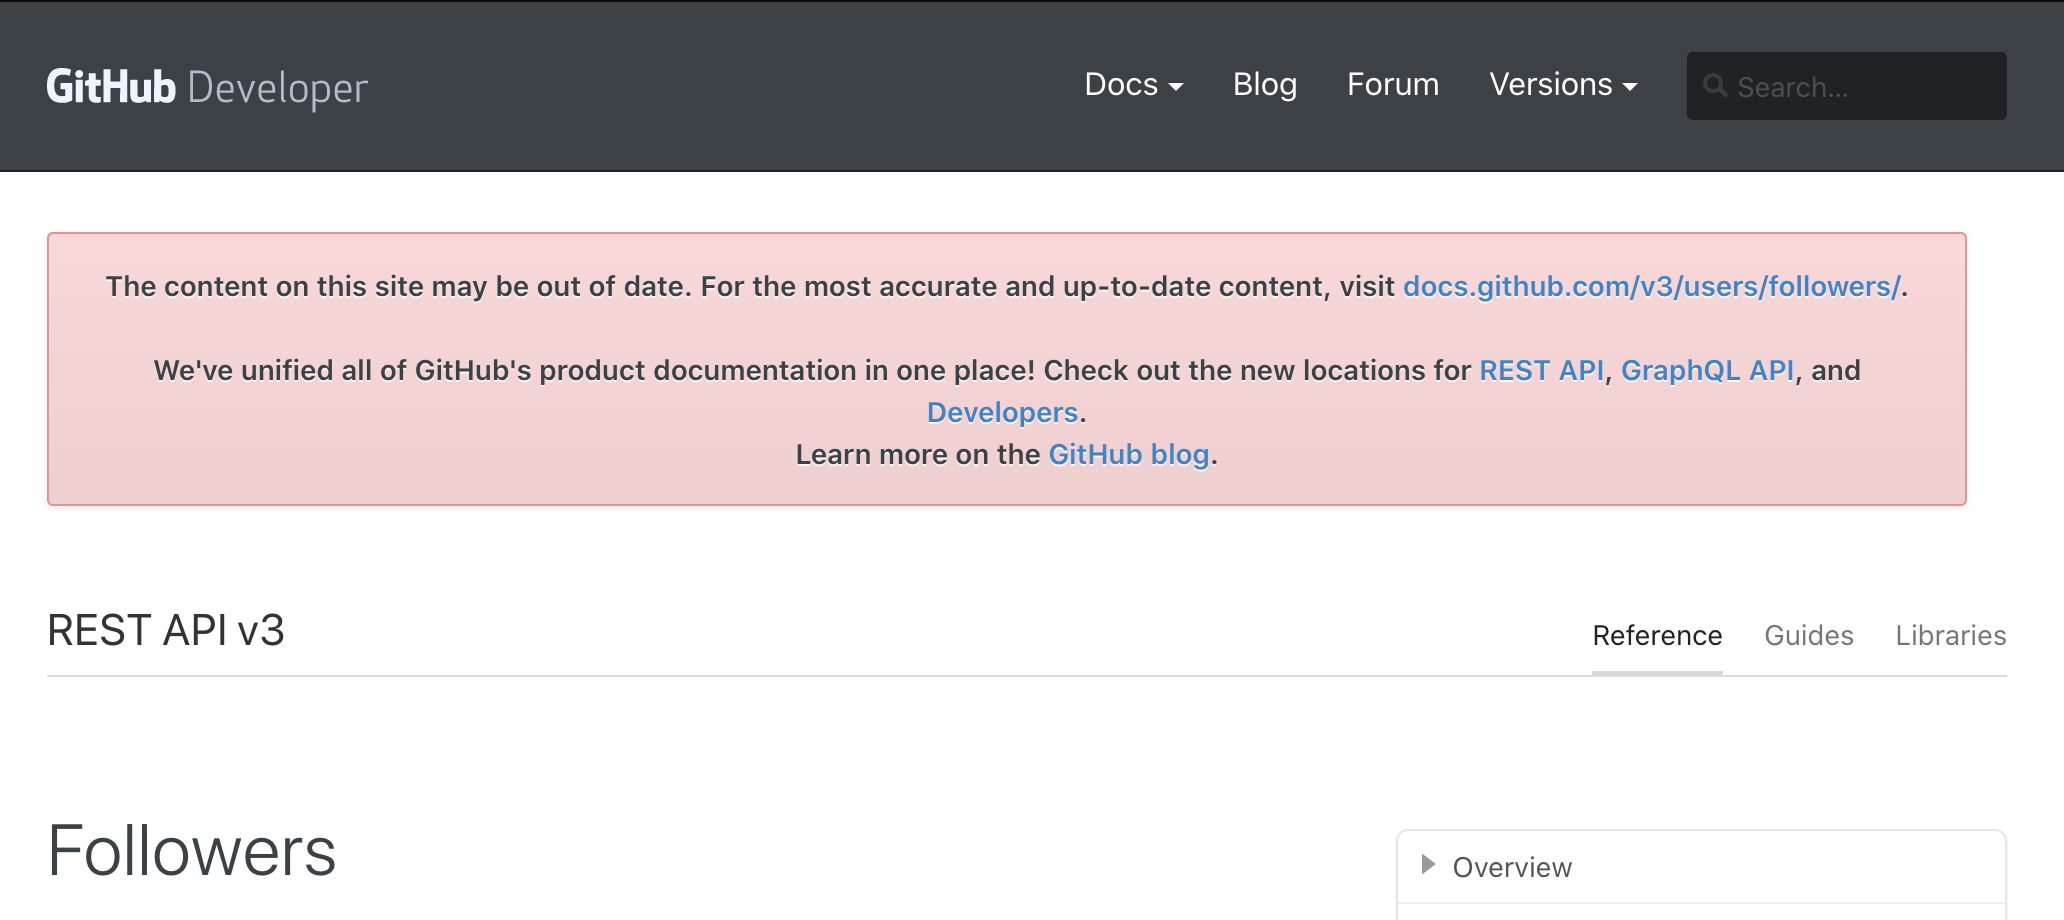 GitHub Developer
Docs
Blog
Forum
Versions
Search...
The content on this site may be out of date. For the most accurate and up-to-date content, visit docs.github.com/v3/users/followers/.
We've unified all of GitHub's product documentation in one place! Check out the new locations for REST API, GraphQL API, and
Developers.
Learn more on the GitHub blog.
REST API v3
Reference
Guides
Libraries
Followers
Overview